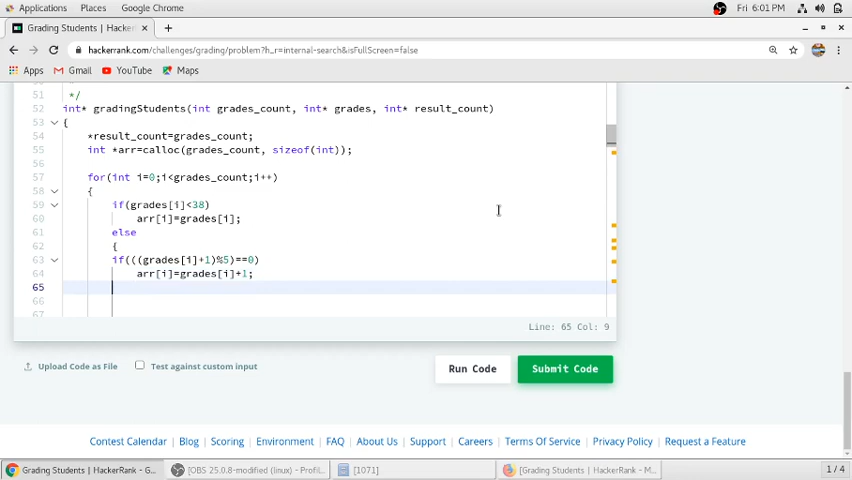 Applications Places Google Chrome Fri 6:01 PM
Grading Students | Hacker
hackerrank.com/challenges/grading/problem?h_r=internal-search&isFullScreen=false
Apps Gmail YouTube Maps
51 */
52 int* gradingStudents(int grades_count, int* grades, int* result_count)
53 {
54 *result_count=grades_count;
55 int *arr=calloc(grades_count, sizeof(int));
56
57 for(int i=0;i<grades_count;i++)
58 {
59 if(grades[i]<38)
60 arr[i]=grades[i];
61 else
62 {
63 if(((grades[i]+1)%5)==0)
64 arr[i]=grades[i]+1;
65
66
67
Line: 65 Col: 9
Upload Code as File Test against custom input Run Code Submit Code
Contest Calendar | Blog | Scoring | Environment | FAQ | About Us | Support | Careers | Terms Of Service | Privacy Policy | Request a Feature
Grading Students | HackerRank - G... [OBS 25.0.8-modified (linux) - Profil... [1071] [Grading Students | HackerRank - M... 1 / 4